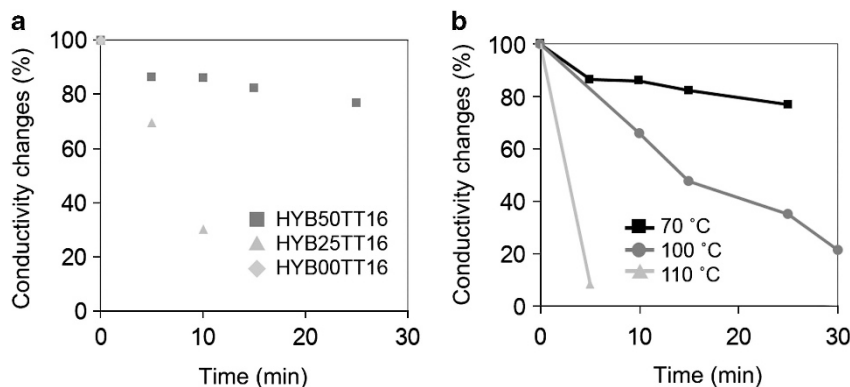 a
Conductivity changes (%)
100
80
60
40
20
0
0 10 20 30
Time (min)
HYB50TT16
HYB25TT16
HYB00TT16
b
Conductivity changes (%)
100
80
60
40
20
0
0 10 20 30
Time (min)
70 ˚C
100 ˚C
110 ˚C